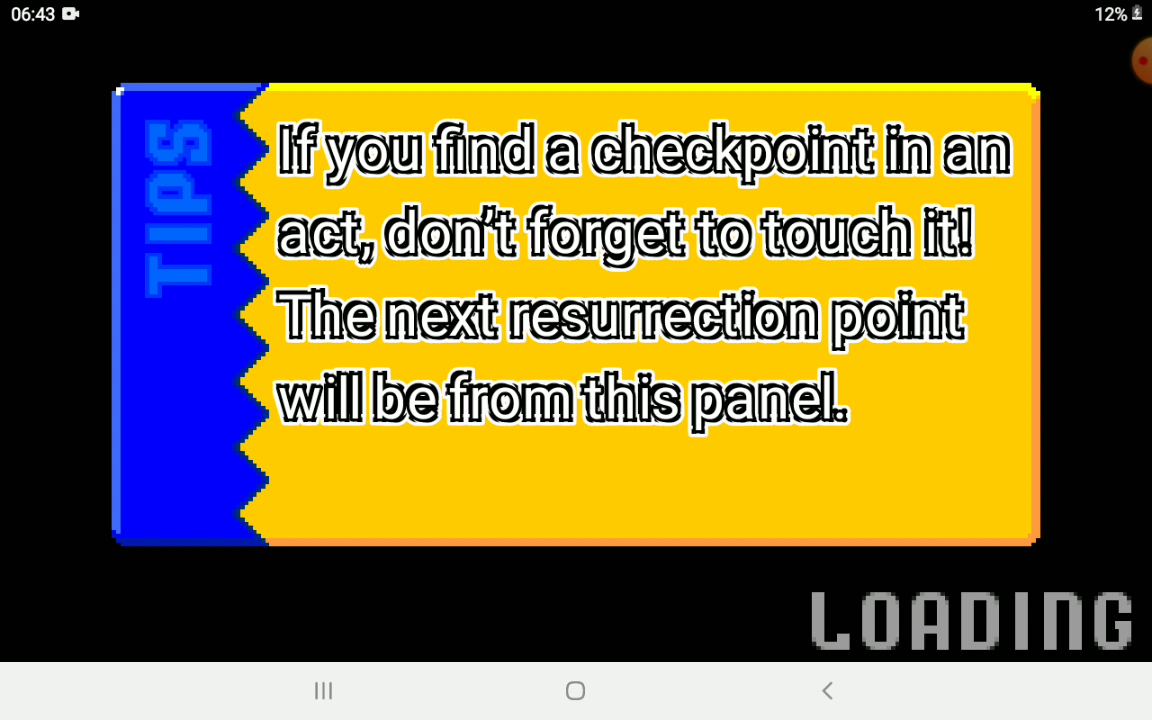 06:43
12%
TIPS
If you find a checkpoint in an
act, don't forget to touch it!
The next resurrection point
will be from this panel.
LOADING